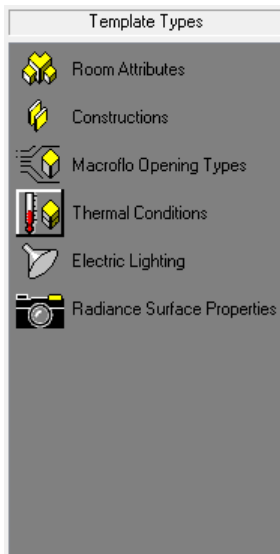 Template Types
Room Attributes
Constructions
Macroflo Opening Types
Thermal Conditions
Electric Lighting
Radiance Surface Properties